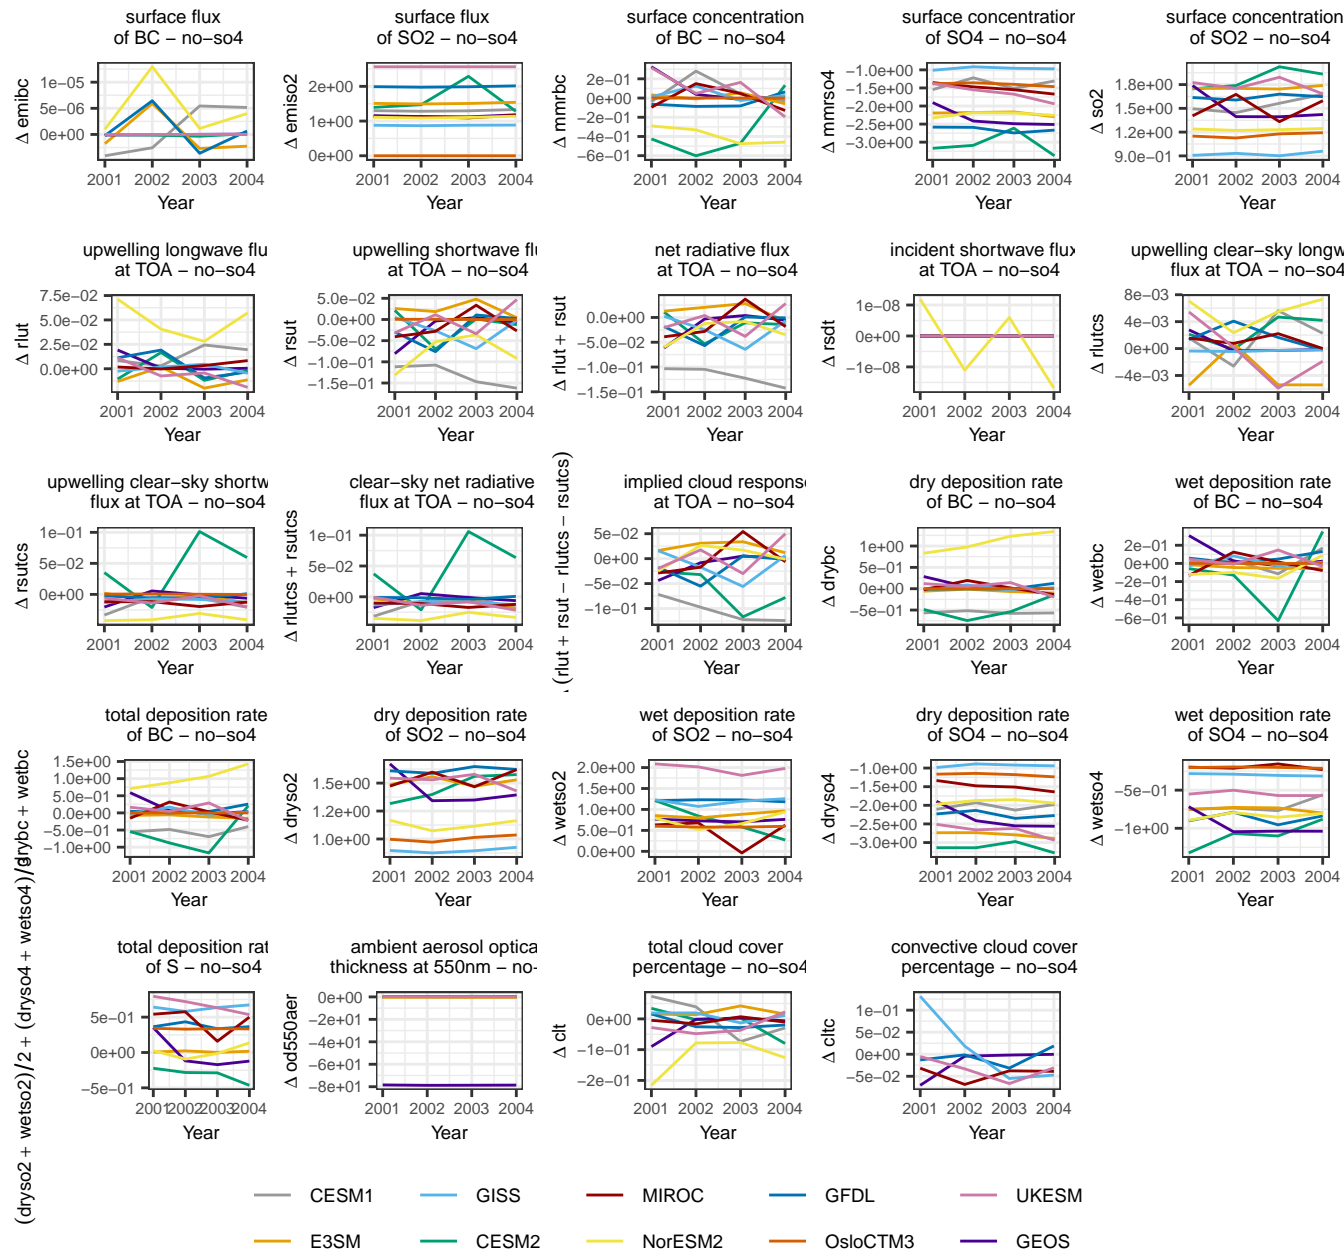 surface flux
of BC − no−so4
Δ emibc
1e−05
5e−06
0e+00
2001 2002 2003 2004
Year
surface flux
of SO2 − no−so4
Δ emiso2
2e+00
1e+00
0e+00
2001 2002 2003 2004
Year
surface concentration
of BC − no−so4
Δ mmrbc
2e−01
0e+00
−2e−01
−4e−01
−6e−01
2001 2002 2003 2004
Year
surface concentration
of SO4 − no−so4
Δ mmrso4
−1.0e+00
−1.5e+00
−2.0e+00
−2.5e+00
−3.0e+00
2001 2002 2003 2004
Year
surface concentration
of SO2 − no−so4
Δ so2
1.8e+00
1.5e+00
1.2e+00
9.0e−01
2001 2002 2003 2004
Year
upwelling longwave flu
at TOA − no−so4
Δ rlut
7.5e−02
5.0e−02
2.5e−02
0.0e+00
2001 2002 2003 2004
Year
upwelling shortwave flu
at TOA − no−so4
Δ rsut
5.0e−02
0.0e+00
−5.0e−02
−1.0e−01
−1.5e−01
2001 2002 2003 2004
Year
net radiative flux
at TOA − no−so4
Δ rlut + rsut
0.0e+00
−5.0e−02
−1.0e−01
−1.5e−01
2001 2002 2003 2004
Year
incident shortwave flux
at TOA − no−so4
Δ rsdt
1e−08
0e+00
−1e−08
2001 2002 2003 2004
Year
upwelling clear−sky longw
flux at TOA − no−so4
Δ rlutcs
8e−03
4e−03
0e+00
−4e−03
2001 2002 2003 2004
Year
upwelling clear−sky shortw
flux at TOA − no−so4
Δ rsutcs
1e−01
5e−02
0e+00
2001 2002 2003 2004
Year
clear−sky net radiative
flux at TOA − no−so4
Δ rlutcs + rsutcs
1e−01
5e−02
0e+00
2001 2002 2003 2004
Year
implied cloud response
at TOA − no−so4
(rlut + rsut − rlutcs − rsutcs)
5e−02
0e+00
−5e−02
−1e−01
2001 2002 2003 2004
Year
dry deposition rate
of BC − no−so4
Δ drybc
1e+00
5e−01
0e+00
−5e−01
2001 2002 2003 2004
Year
wet deposition rate
of BC − no−so4
Δ wetbc
2e−01
0e+00
−2e−01
−4e−01
−6e−01
2001 2002 2003 2004
Year
total deposition rate
of BC − no−so4
drybc + wetbc
1.5e+00
1.0e+00
5.0e−01
0.0e+00
−5.0e−01
−1.0e+00
2001 2002 2003 2004
Year
dry deposition rate
of SO2 − no−so4
Δ dryso2
1.5e+00
1.0e+00
2001 2002 2003 2004
Year
wet deposition rate
of SO2 − no−so4
Δ wetso2
2.0e+00
1.5e+00
1.0e+00
5.0e−01
0.0e+00
2001 2002 2003 2004
Year
dry deposition rate
of SO4 − no−so4
Δ dryso4
−1.0e+00
−1.5e+00
−2.0e+00
−2.5e+00
−3.0e+00
2001 2002 2003 2004
Year
wet deposition rate
of SO4 − no−so4
Δ wetso4
−5e−01
−1e+00
2001 2002 2003 2004
Year
total deposition rat
of S − no−so4
(dryso2 + wetso2)/2 + (dryso4 + wetso4)/
5e−01
0e+00
−5e−01
2001 2002 2003 2004
Year
ambient aerosol optica
thickness at 550nm − no−
Δ od550aer
0e+00
−2e+01
−4e+01
−6e+01
−8e+01
2001 2002 2003 2004
Year
total cloud cover
percentage − no−so4
Δ clt
0e+00
−1e−01
−2e−01
2001 2002 2003 2004
Year
convective cloud cover
percentage − no−so4
Δ cltc
1e−01
5e−02
0e+00
−5e−02
2001 2002 2003 2004
Year
CESM1 GISS MIROC GFDL UKESM
E3SM CESM2 NorESM2 OsloCTM3 GEOS